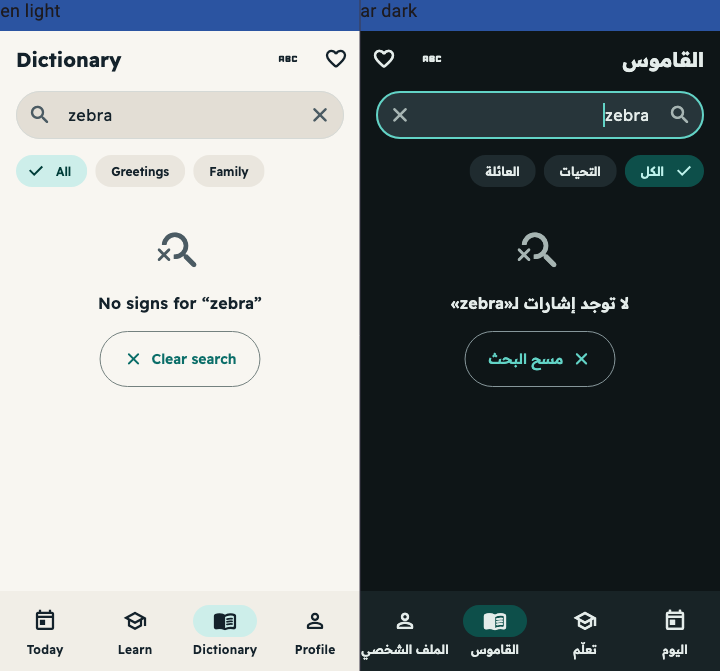 en light
Dictionary
ABC
zebra
All
Greetings
Family
No signs for “zebra”
Clear search
Today
Learn
Dictionary
Profile
ar dark
القاموس
ABC
zebra
الكل
التحيات
العائلة
لا توجد إشارات لـ«zebra»
مسح البحث
اليوم
تعلّم
القاموس
الملف الشخصي